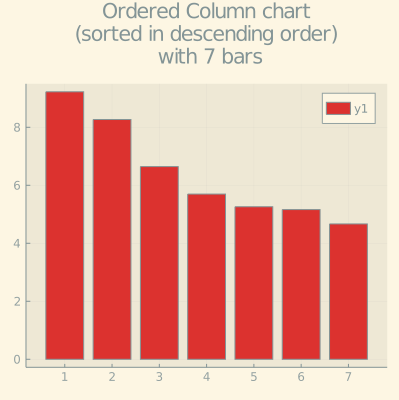 Ordered Column chart
(sorted in descending order)
with 7 bars
y1
8
6
4
2
0
1 2 3 4 5 6 7